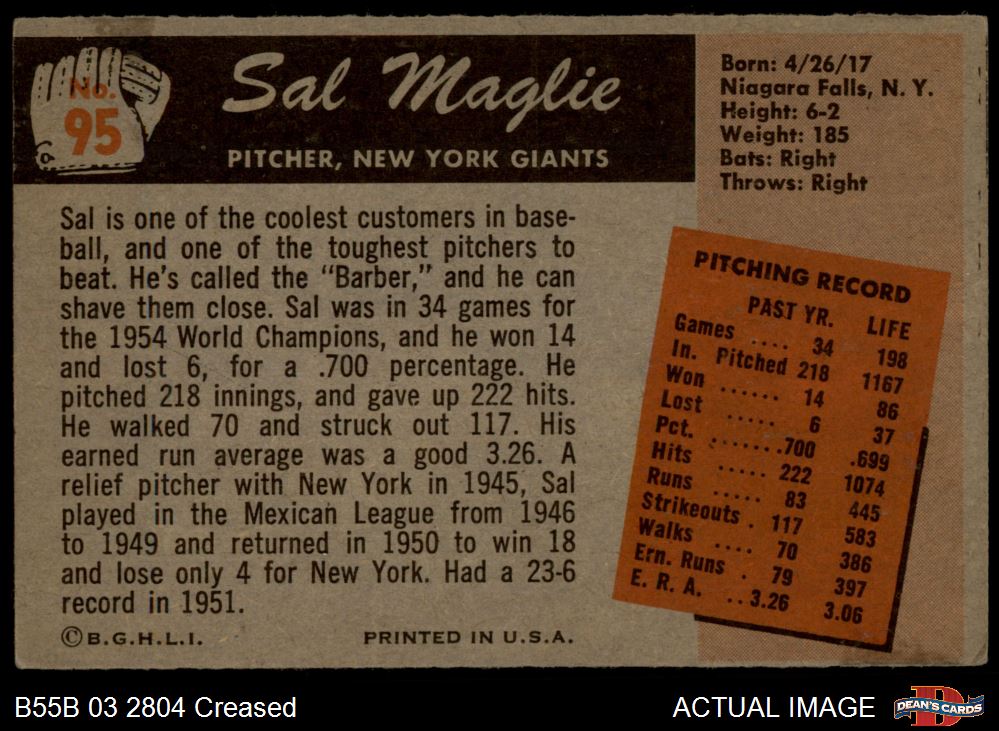 No.
95
Sal Maglie
PITCHER, NEW YORK GIANTS
Born: 4/26/17
Niagara Falls, N. Y.
Height: 6-2
Weight: 185
Bats: Right
Throws: Right
Sal is one of the coolest customers in base-
ball, and one of the toughest pitchers to
beat. He's called the "Barber," and he can
shave them close. Sal was in 34 games for
the 1954 World Champions, and he won 14
and lost 6, for a .700 percentage. He
pitched 218 innings, and gave up 222 hits.
He walked 70 and struck out 117. His
earned run average was a good 3.26. A
relief pitcher with New York in 1945, Sal
played in the Mexican League from 1946
to 1949 and returned in 1950 to win 18
and lose only 4 for New York. Had a 23-6
record in 1951.
©B.G.H.L.I. PRINTED IN U.S.A.
PITCHING RECORD
PAST YR. LIFE
Games .... 34 198
In. Pitched 218 1167
Won ...... 14 86
Lost ..... 6 37
Pct. .......700 .699
Hits ..... 222 1074
Runs ..... 83 445
Strikeouts . 117 583
Walks .... 70 386
Ern. Runs . 79 397
E. R. A. ..3.26 3.06
B55B 03 2804 Creased
ACTUAL IMAGE
D
DEAN'S CARDS